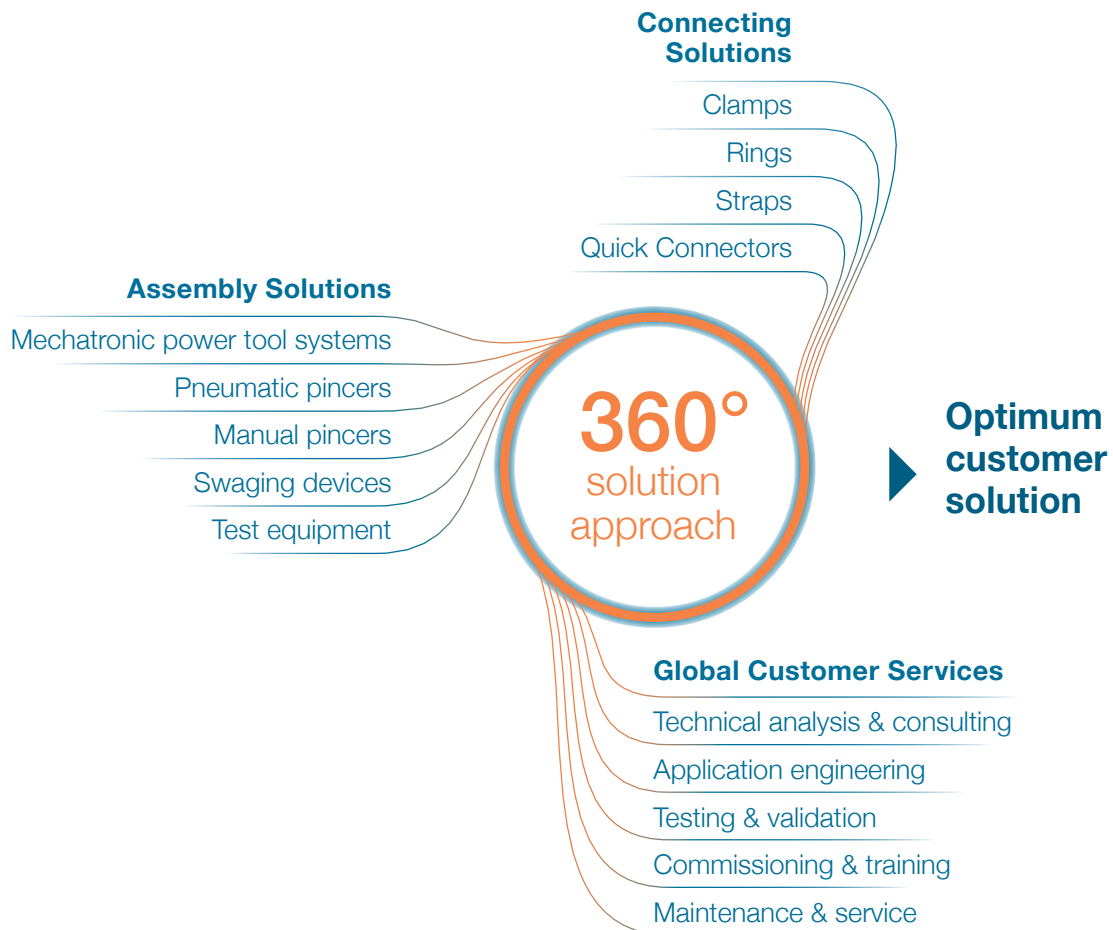 Connecting
Solutions
Clamps
Rings
Straps
Quick Connectors
Assembly Solutions
Mechatronic power tool systems
Pneumatic pincers
Manual pincers
Swaging devices
Test equipment
360°
solution
approach
Optimum
customer
solution
Global Customer Services
Technical analysis & consulting
Application engineering
Testing & validation
Commissioning & training
Maintenance & service